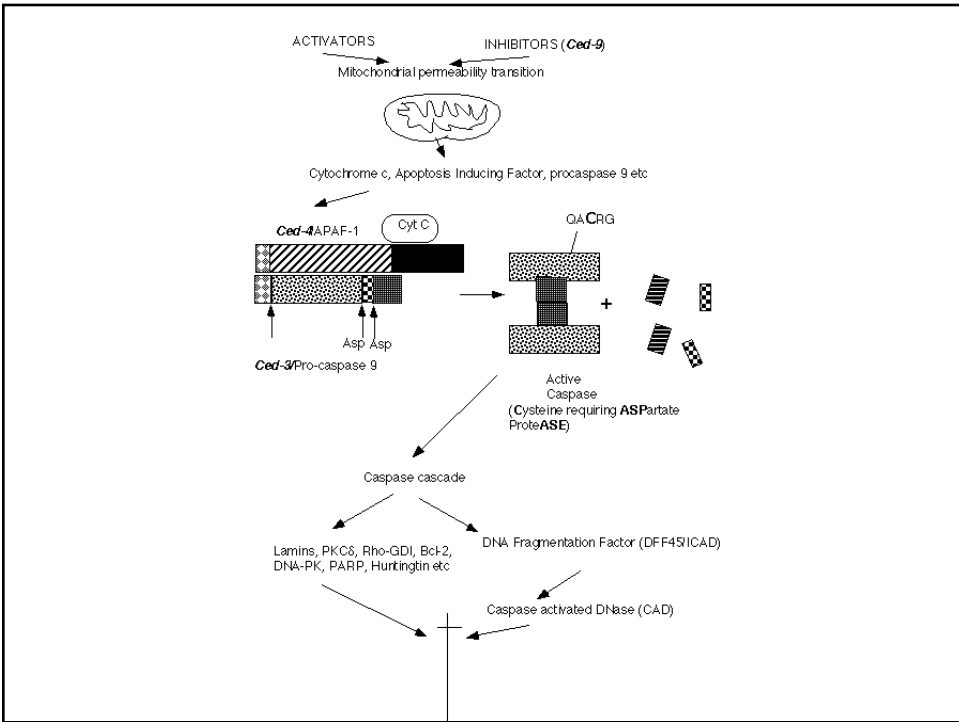 ACTIVATORS
INHIBITORS (Ced-9)
Mitochondrial permeability transition
Cytochrome c, Apoptosis Inducing Factor, procaspase 9 etc
Ced-4/APAF-1
Cyt C
QACRG
+
Asp Asp
Ced-3/Pro-caspase 9
Active
Caspase
(Cysteine requiring ASPartate
ProteASE)
Caspase cascade
Lamins, PKCδ, Rho-GDI, Bcl-2,
DNA-PK, PARP, Huntingtin etc
DNA Fragmentation Factor (DFF45/ICAD)
Caspase activated DNase (CAD)